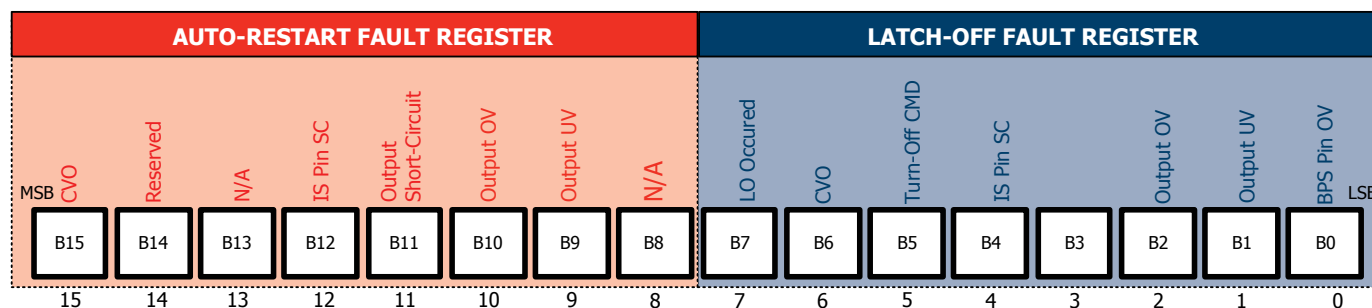 AUTO-RESTART FAULT REGISTER
LATCH-OFF FAULT REGISTER
CVO
Reserved
N/A
IS Pin SC
Output
Short-Circuit
Output OV
Output UV
N/A
LO Occured
CVO
Turn-Off CMD
IS Pin SC
Output OV
Output UV
BPS Pin OV
MSB
LSB
B15
B14
B13
B12
B11
B10
B9
B8
B7
B6
B5
B4
B3
B2
B1
B0
15
14
13
12
11
10
9
8
7
6
5
4
3
2
1
0